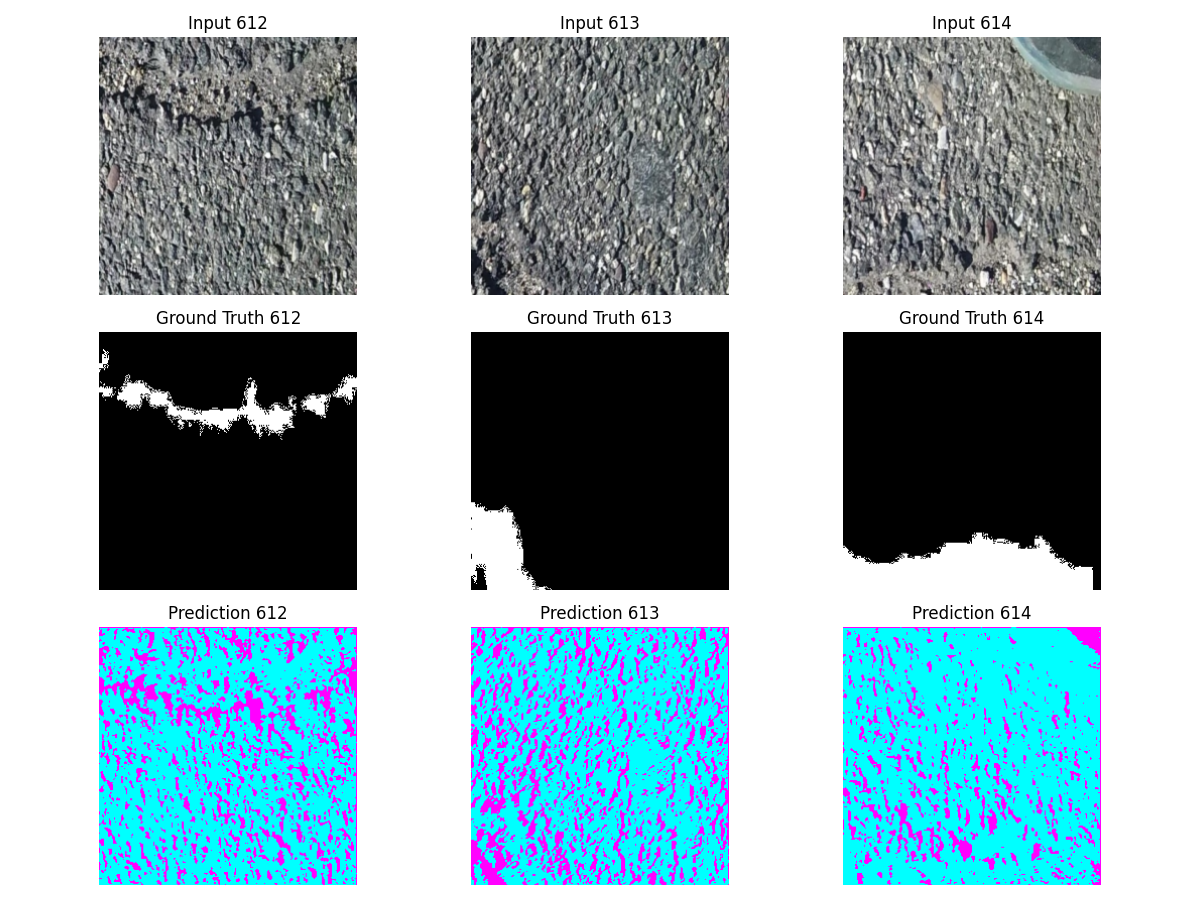 Input 612
Input 613
Input 614
Ground Truth 612
Ground Truth 613
Ground Truth 614
Prediction 612
Prediction 613
Prediction 614